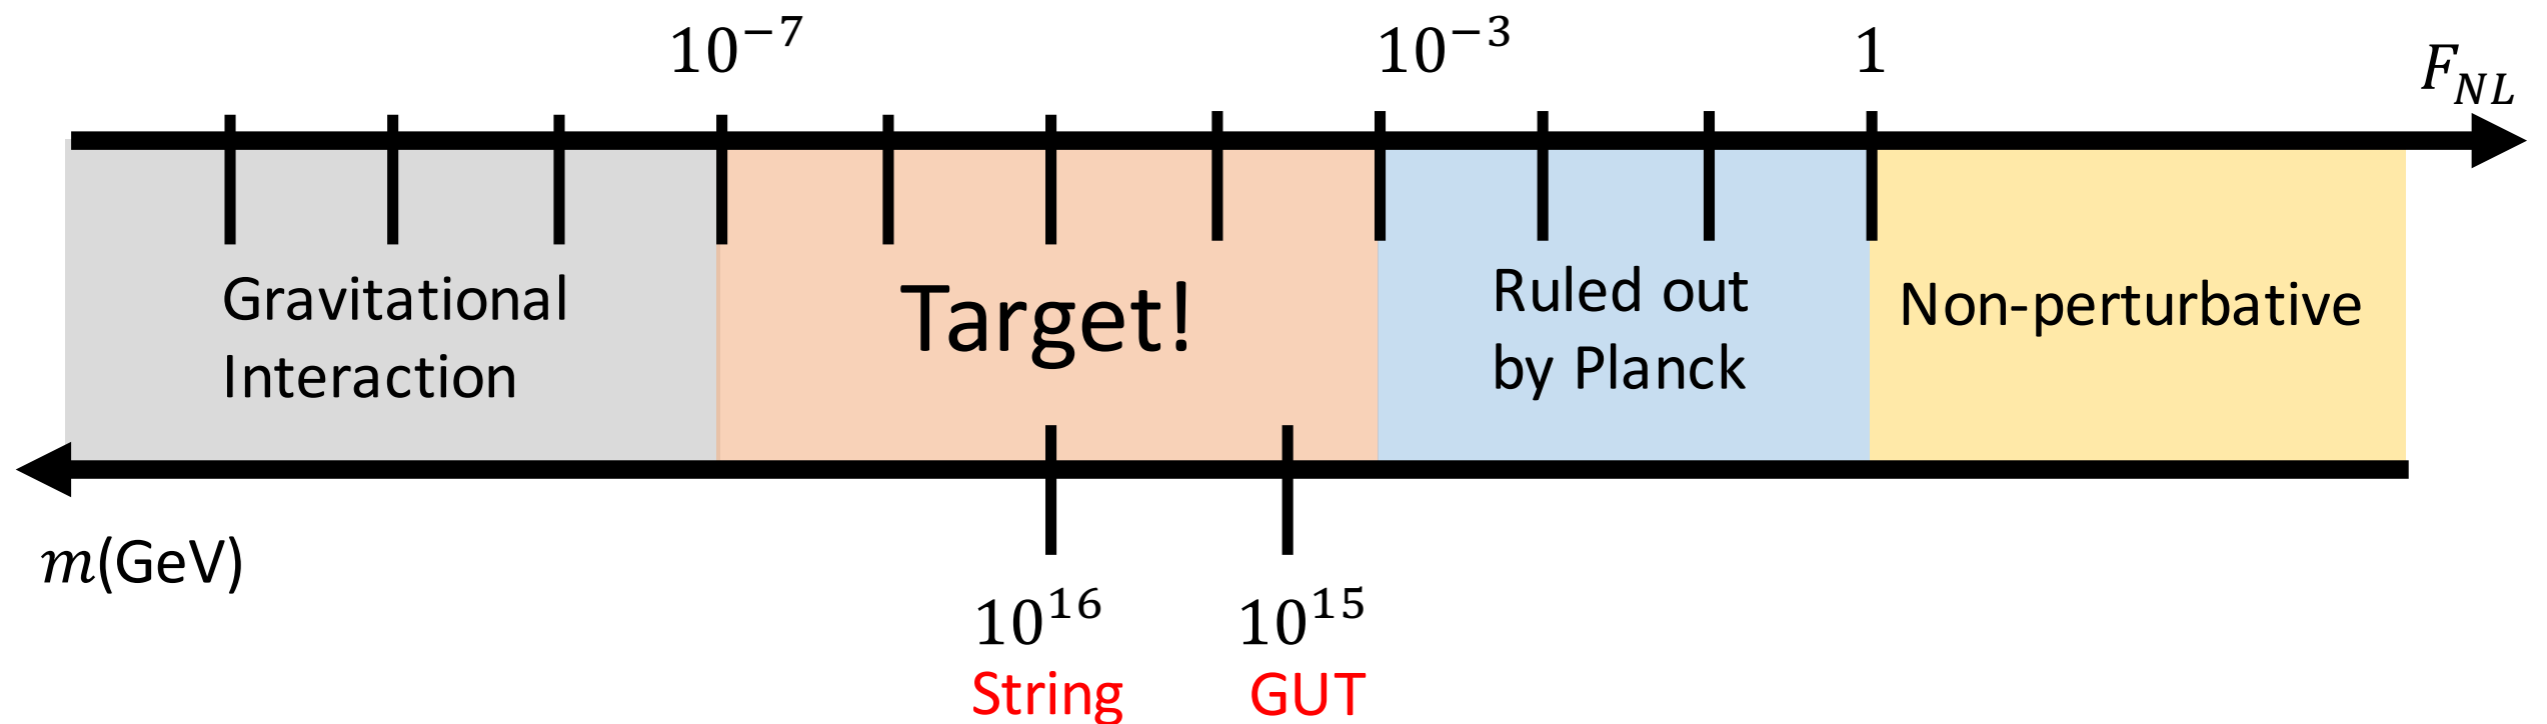 10⁻⁷ 10⁻³ 1 F_NL
Gravitational
Interaction
Target!
Ruled out
by Planck
Non-perturbative
m(GeV)
10¹⁶ 10¹⁵
String GUT